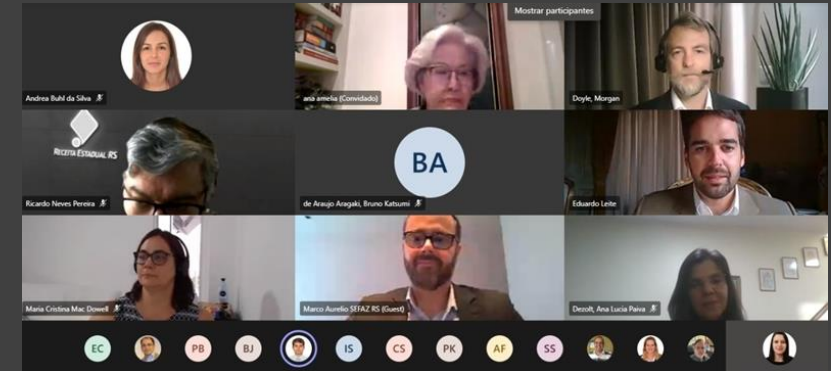 Mostrar participantes
Andrea Buhl da Silva
ana amelia (Convidado)
Doyle, Morgan
RECEITA ESTADUAL RS
BA
Ricardo Neves Pereira
de Araujo Aragaki, Bruno Katsumi
Eduardo Leite
Maria Cristina Mac Dowell
Marco Aurelio SEFAZ RS (Guest)
Dezolt, Ana Lucia Paiva
EC
PB
BJ
IS
CS
PK
AF
SS